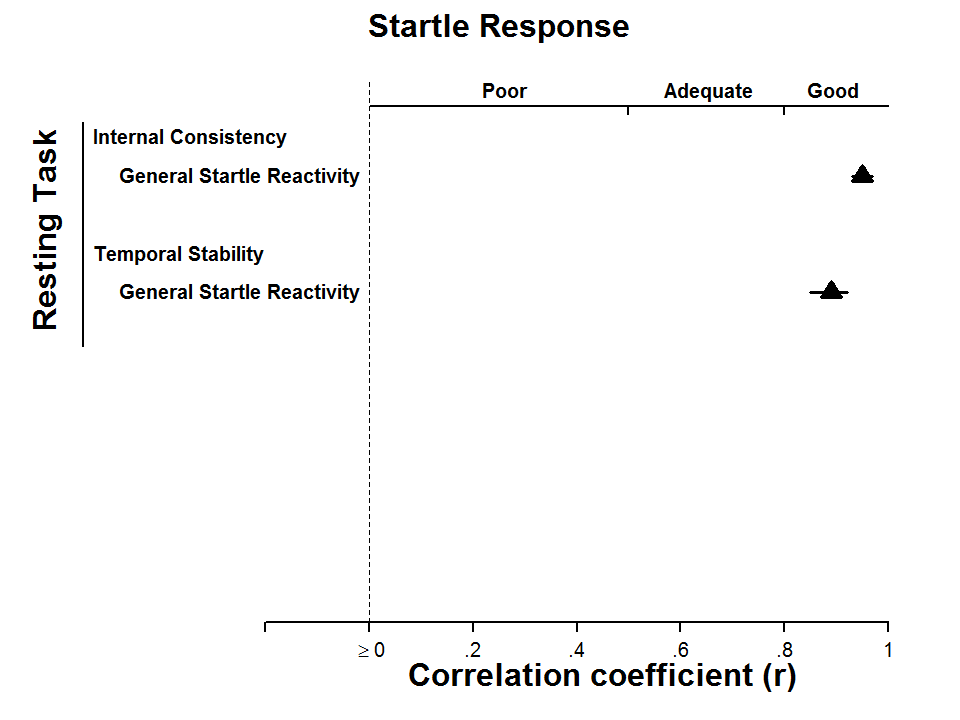 Startle Response
Poor Adequate Good
Resting Task
Internal Consistency
General Startle Reactivity
Temporal Stability
General Startle Reactivity
≥ 0 .2 .4 .6 .8 1
Correlation coefficient (r)